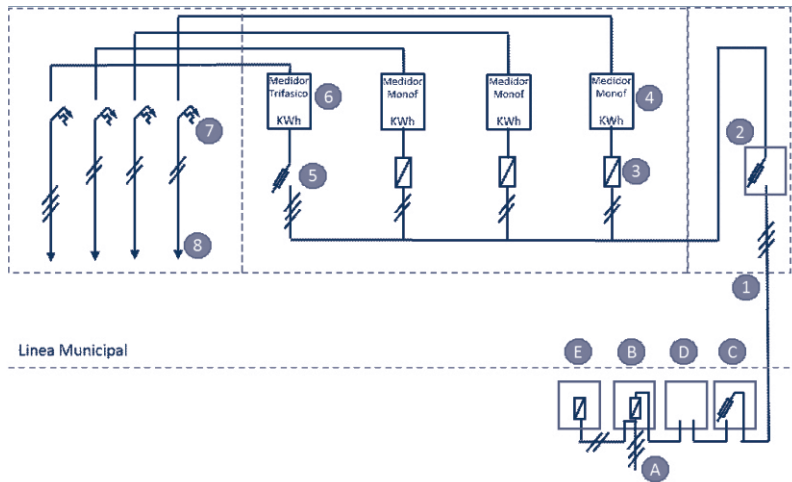 Medidor
Trifasico
KWh
6
Medidor
Monof
KWh
Medidor
Monof
KWh
Medidor
Monof
KWh
4
2
7
5
3
8
1
Linea Municipal
E
B
D
C
A